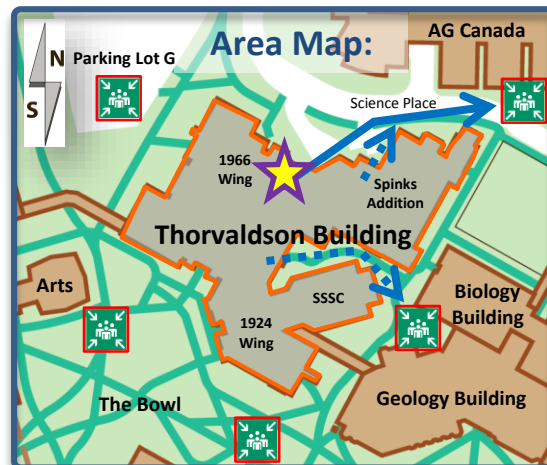 Area Map:
AG Canada
N
S
Parking Lot G
Science Place
1966
Wing
Spinks
Addition
Thorvaldson Building
Arts
SSSC
Biology
Building
1924
Wing
The Bowl
Geology Building